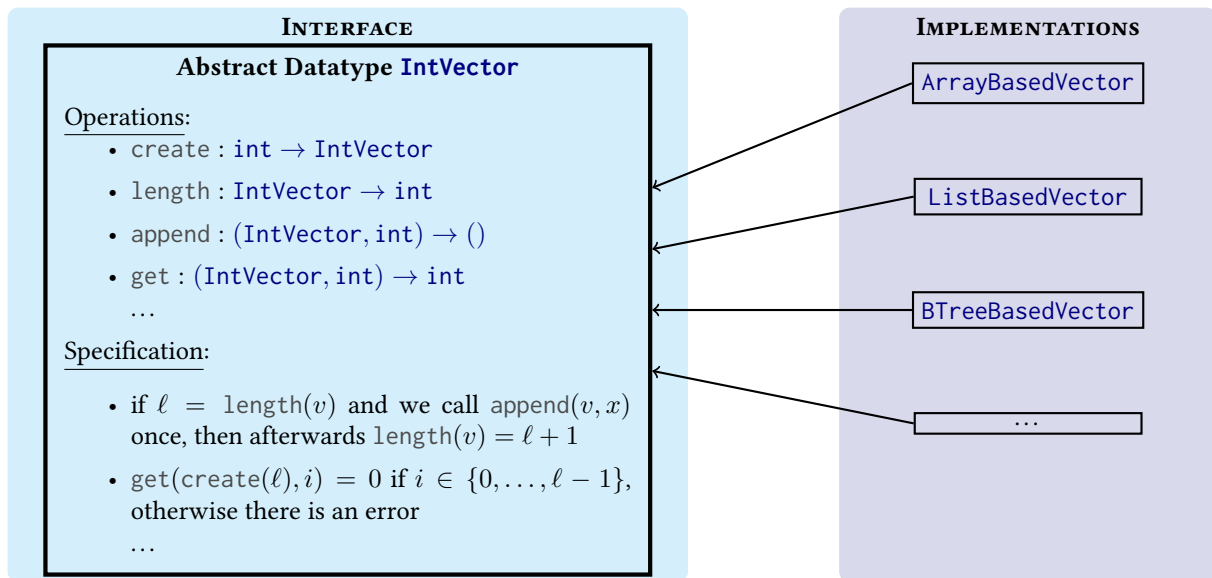 INTERFACE
Abstract Datatype IntVector
Operations:
• create : int → IntVector
• length : IntVector → int
• append : (IntVector, int) → ()
• get : (IntVector, int) → int
…
Specification:
• if ℓ = length(v) and we call append(v, x)
once, then afterwards length(v) = ℓ + 1
• get(create(ℓ), i) = 0 if i ∈ {0, …, ℓ − 1},
otherwise there is an error
…
IMPLEMENTATIONS
ArrayBasedVector
ListBasedVector
BTreeBasedVector
…